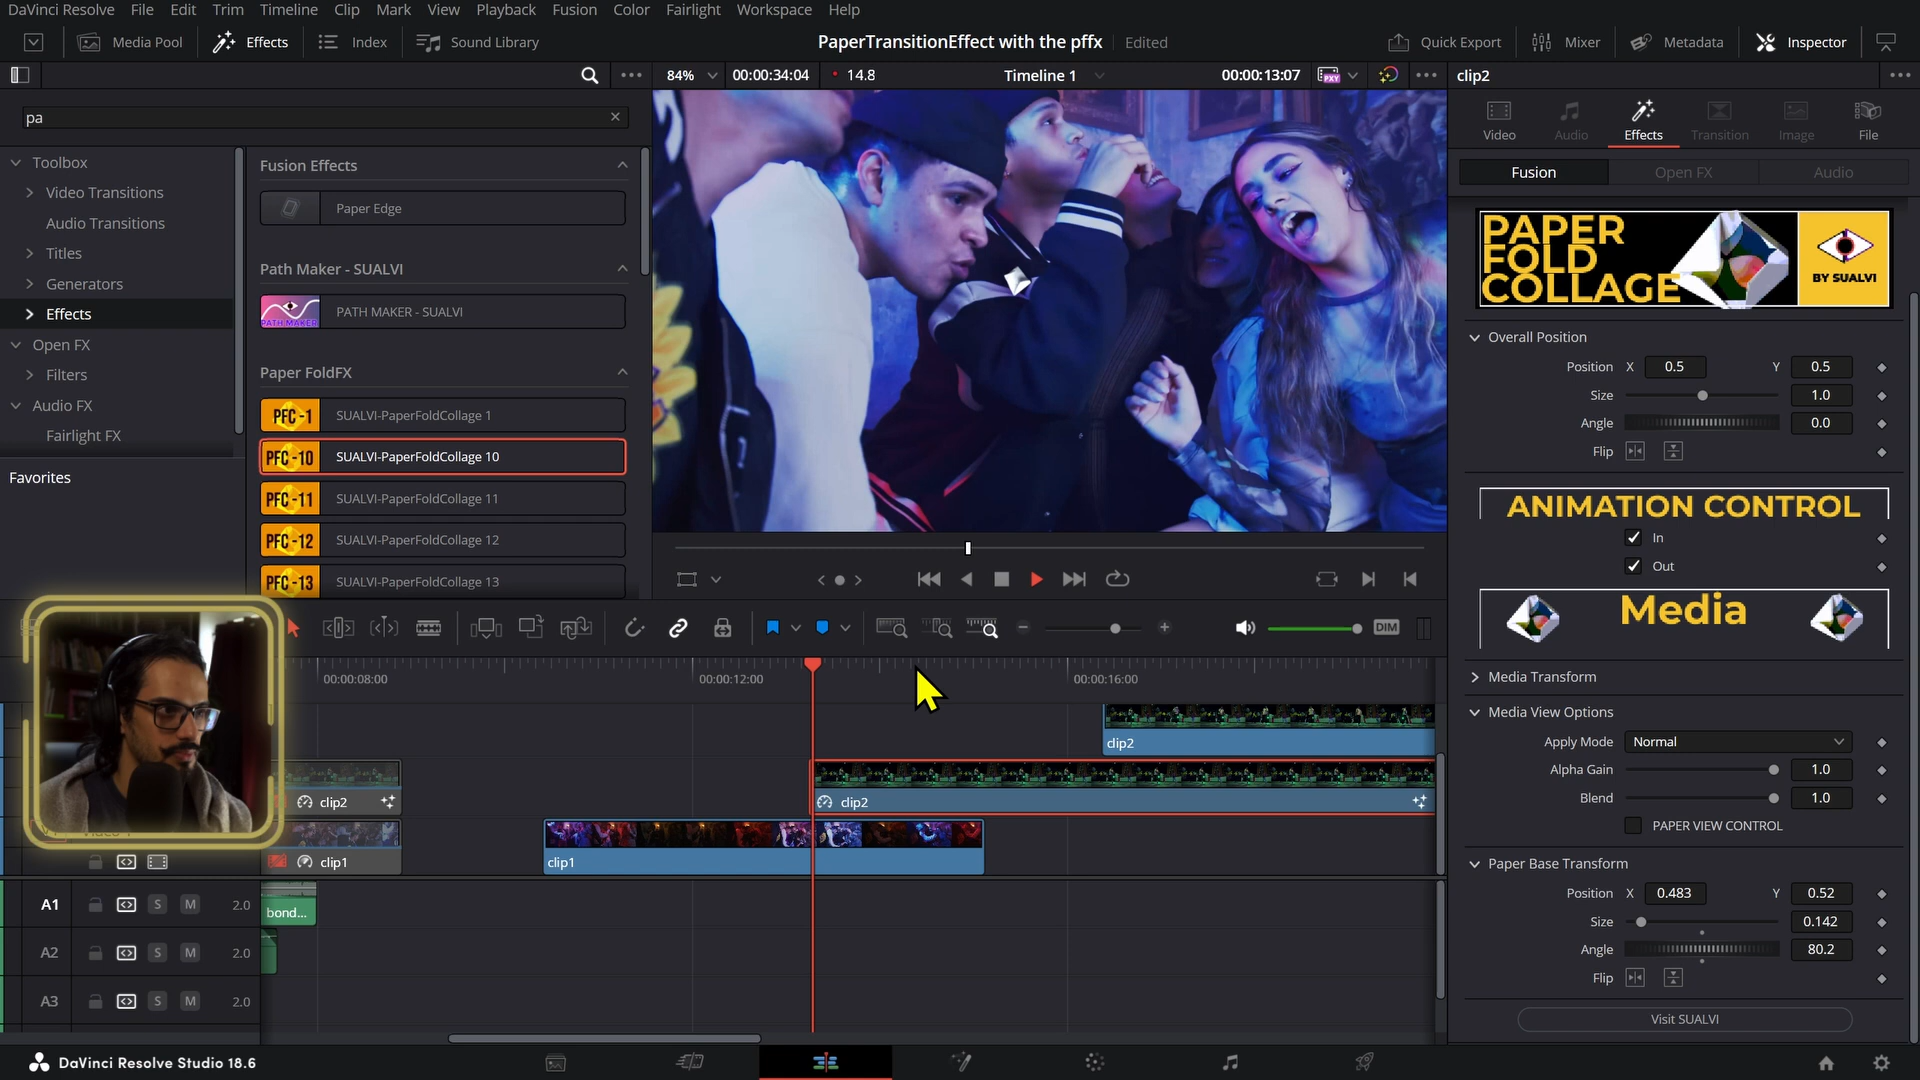 DaVinci Resolve File Edit Trim Timeline Clip Mark View Playback Fusion Color Fairlight Workspace Help
Media Pool Effects Index Sound Library PaperTransitionEffect with the pffx Edited Quick Export Mixer Metadata Inspector
84% 00:00:34:04 14.8 Timeline 1 00:00:13:07 PXY clip2
pa
Toolbox
Video Transitions
Audio Transitions
Titles
Generators
Effects
Open FX
Filters
Audio FX
Fairlight FX
Favorites
Fusion Effects
Paper Edge
Path Maker - SUALVI
PATH MAKER PATH MAKER - SUALVI
Paper FoldFX
PFC -1 SUALVI-PaperFoldCollage 1
PFC -10 SUALVI-PaperFoldCollage 10
PFC -11 SUALVI-PaperFoldCollage 11
PFC -12 SUALVI-PaperFoldCollage 12
PFC -13 SUALVI-PaperFoldCollage 13
Video Audio Effects Transition Image File
Fusion Open FX Audio
PAPER
FOLD
COLLAGE
BY SUALVI
Overall Position
Position X 0.5 Y 0.5
Size 1.0
Angle 0.0
Flip
ANIMATION CONTROL
In
Out
Media
Media Transform
Media View Options
Apply Mode Normal
Alpha Gain 1.0
Blend 1.0
PAPER VIEW CONTROL
Paper Base Transform
Position X 0.483 Y 0.52
Size 0.142
Angle 80.2
Flip
Visit SUALVI
DIM
00:00:08:00 00:00:12:00 00:00:16:00
clip2
clip2 clip2
clip1 clip1
A1 S M 2.0 bond...
A2 S M 2.0
A3 S M 2.0
DaVinci Resolve Studio 18.6